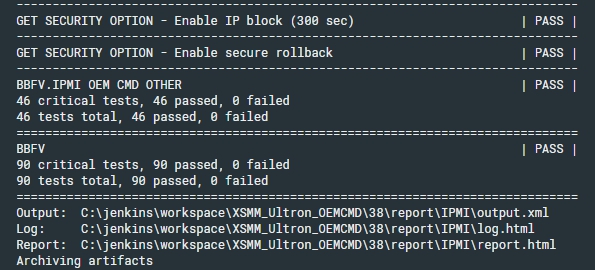 ------------------------------------------------------------------------------
GET SECURITY OPTION - Enable IP block (300 sec) | PASS |
------------------------------------------------------------------------------
GET SECURITY OPTION - Enable secure rollback | PASS |
------------------------------------------------------------------------------
BBFV.IPMI OEM CMD OTHER | PASS |
46 critical tests, 46 passed, 0 failed
46 tests total, 46 passed, 0 failed
==============================================================================
BBFV | PASS |
90 critical tests, 90 passed, 0 failed
90 tests total, 90 passed, 0 failed
==============================================================================
Output:  C:\jenkins\workspace\XSMM_Ultron_OEMCMD\38\report\IPMI\output.xml
Log:     C:\jenkins\workspace\XSMM_Ultron_OEMCMD\38\report\IPMI\log.html
Report:  C:\jenkins\workspace\XSMM_Ultron_OEMCMD\38\report\IPMI\report.html
Archiving artifacts